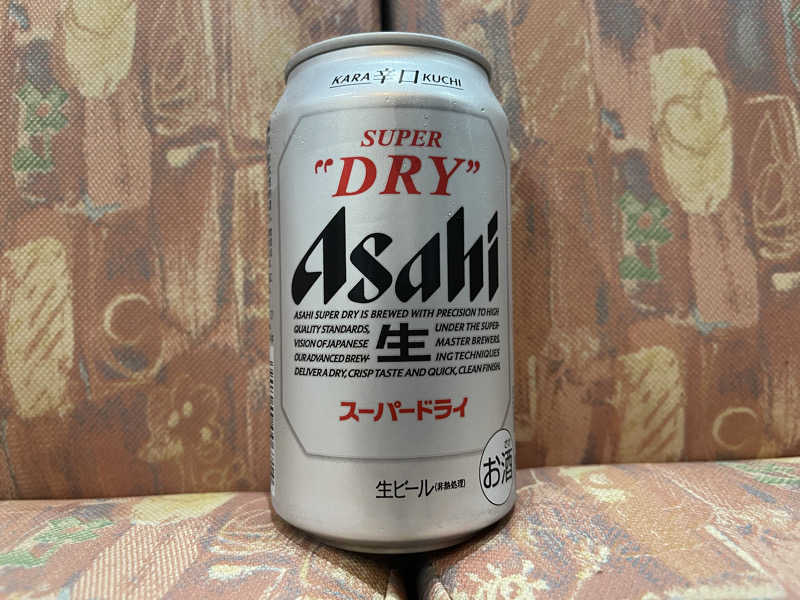 KARA 辛口 KUCHI
SUPER
"DRY"
Asahi
ASAHI SUPER DRY IS BREWED WITH PRECISION TO HIGH
QUALITY STANDARDS, UNDER THE SUPER-
VISION OF JAPANESE MASTER BREWERS.
OUR ADVANCED BREW- ING TECHNIQUES
生
DELIVER A DRY, CRISP TASTE AND QUICK, CLEAN FINISH.
スーパードライ
さけ
お酒
生ビール(非熱処理)